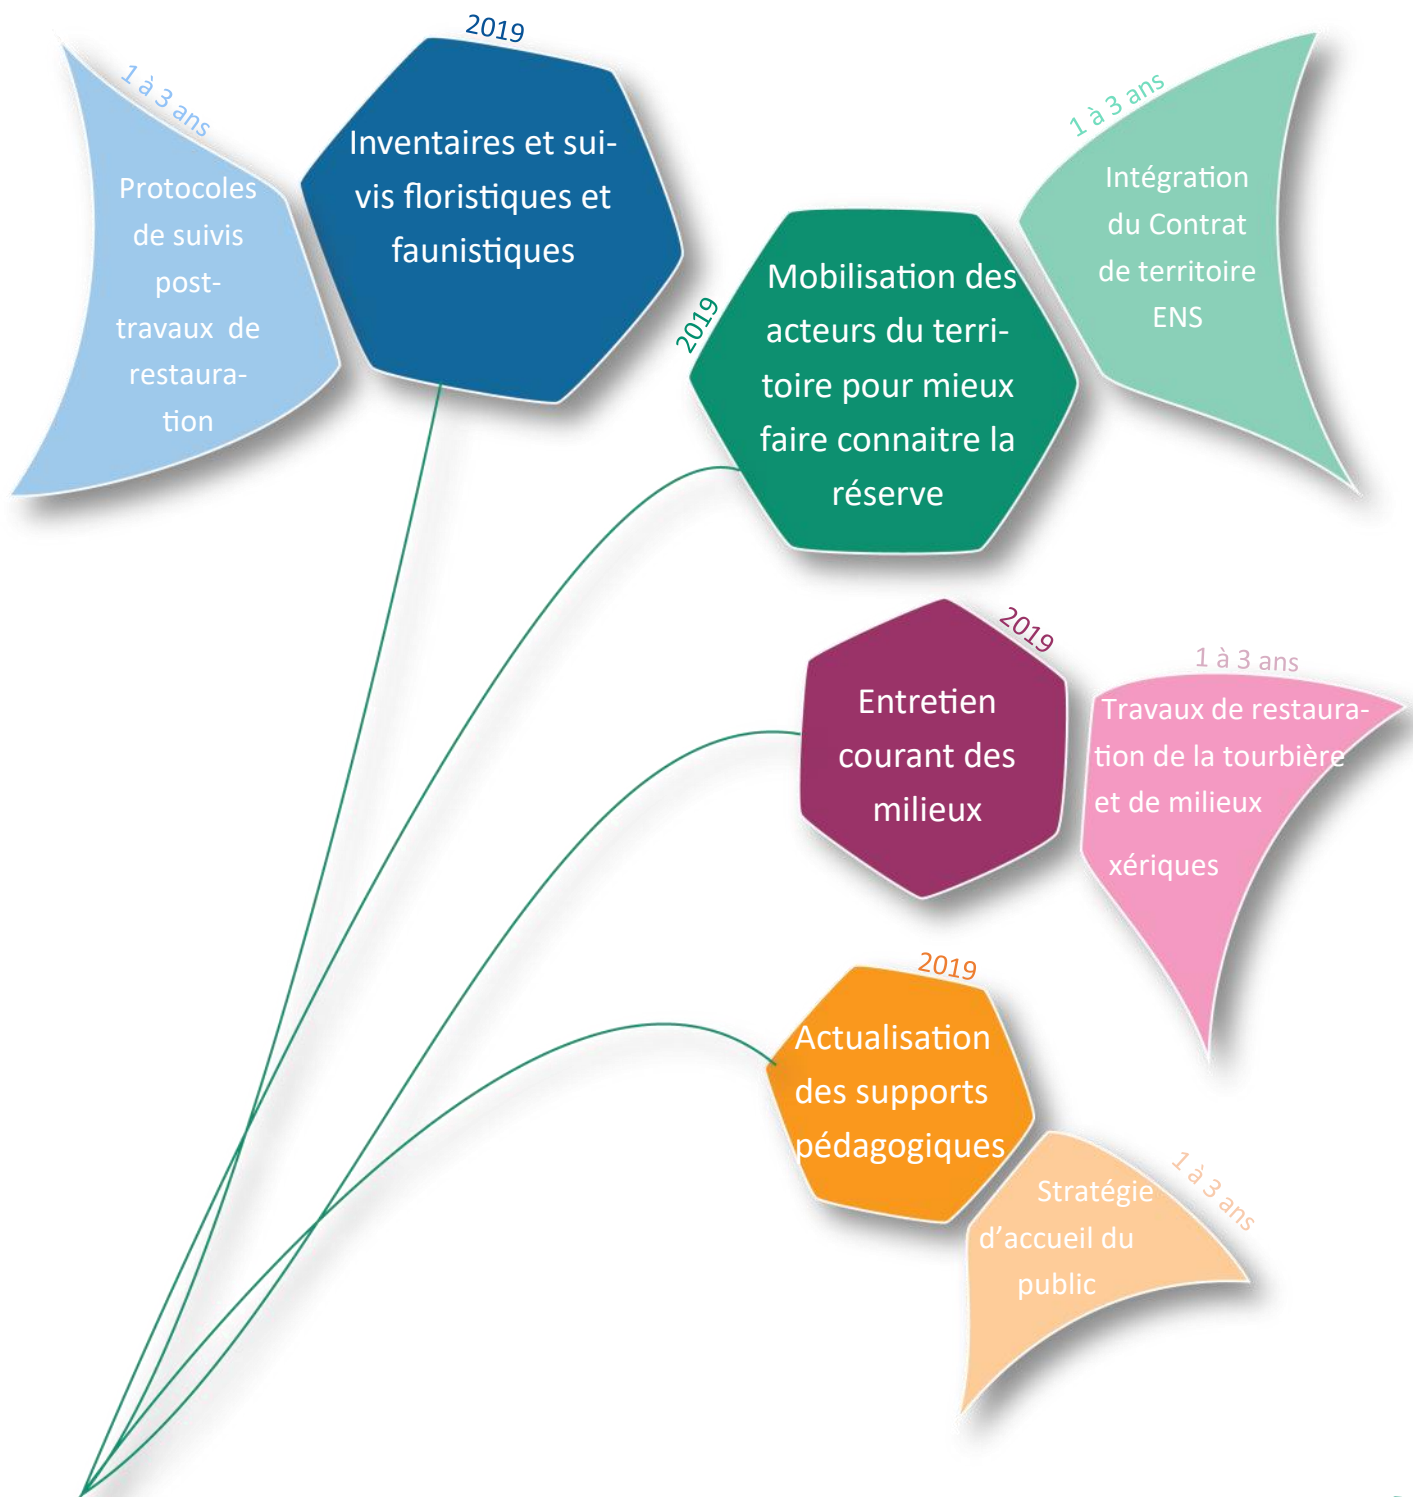 2019
1 à 3 ans
Inventaires et sui-
vis floristiques et
faunistiques
Protocoles
de suivis
post-
travaux de
restaura-
tion
2019
Mobilisation des
acteurs du terri-
toire pour mieux
faire connaitre la
réserve
1 à 3 ans
Intégration
du Contrat
de territoire
ENS
2019
Entretien
courant des
milieux
1 à 3 ans
Travaux de restaura-
tion de la tourbière
et de milieux
xériques
2019
Actualisation
des supports
pédagogiques
1 à 3 ans
Stratégie
d’accueil du
public